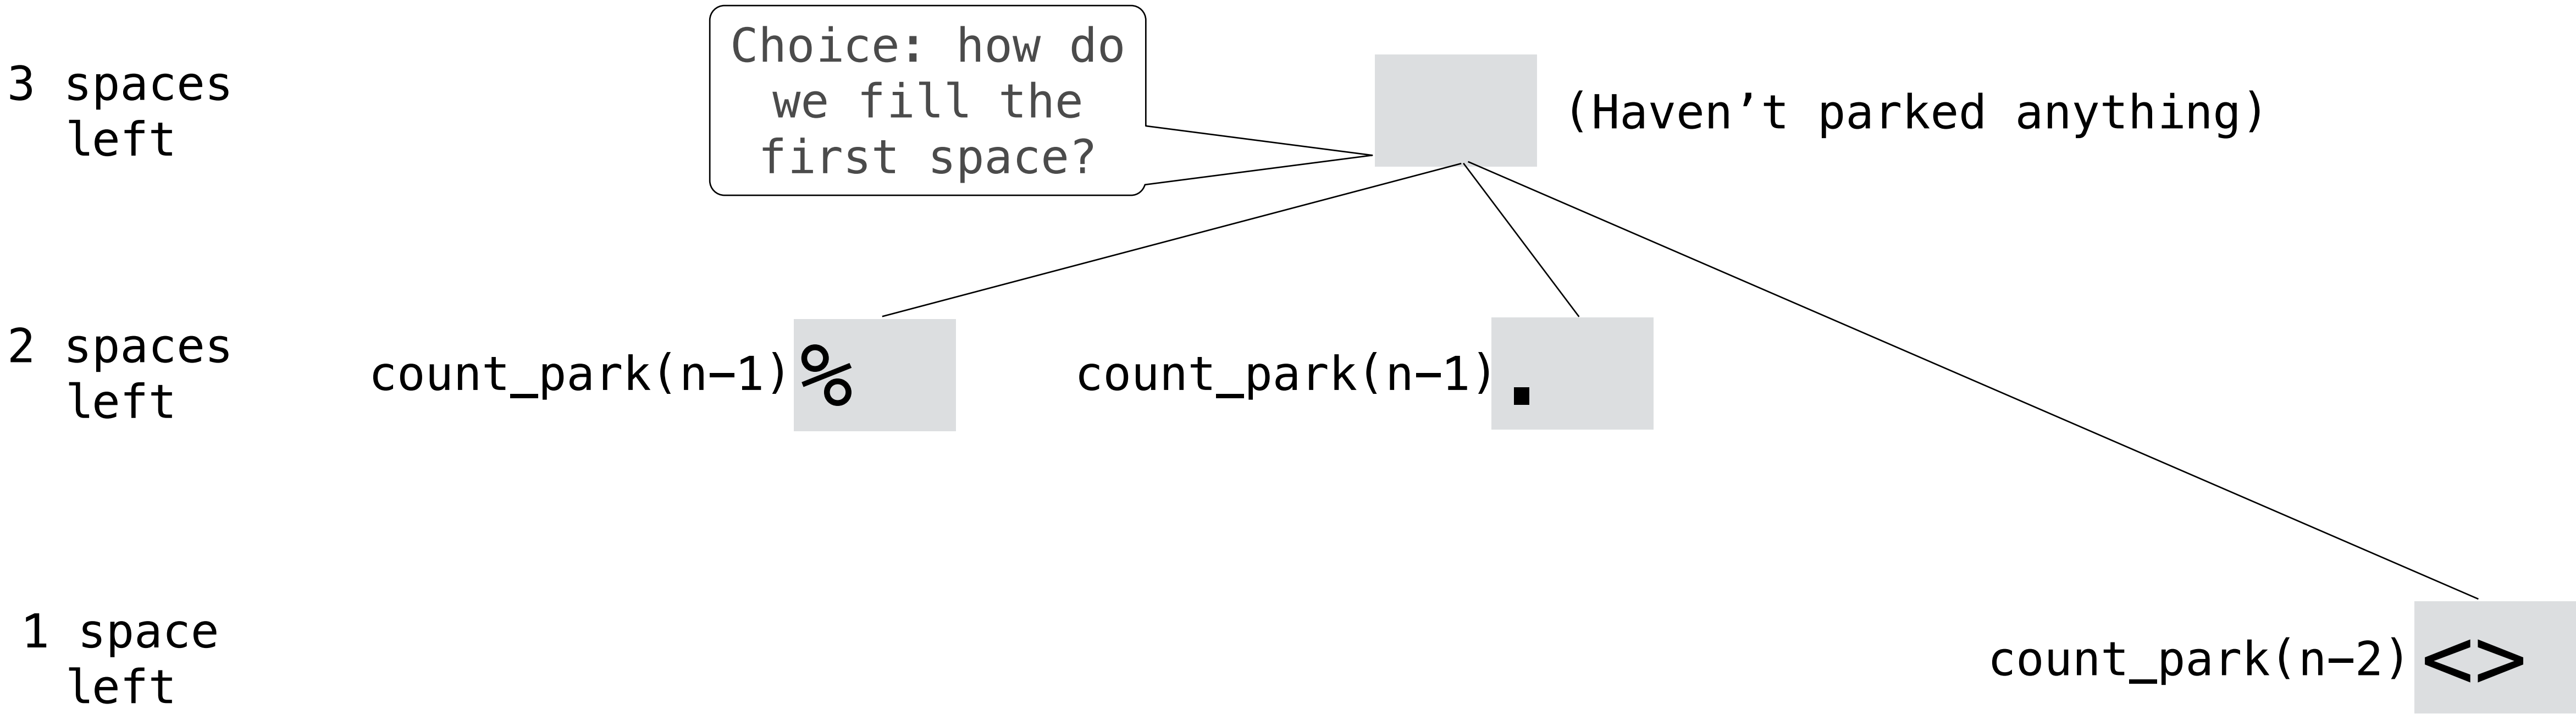 Choice: how do
we fill the
first space?
3 spaces
left
(Haven’t parked anything)
2 spaces
left
count_park(n-1)
%
count_park(n-1)
.
1 space
left
count_park(n-2)
<>